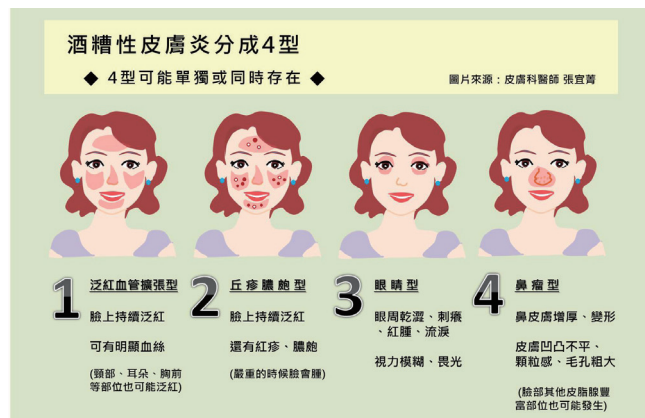 酒糟性皮膚炎分成4型
◆ 4型可能單獨或同時存在 ◆
圖片來源：皮膚科醫師 張宜菁
1 泛紅血管擴張型
臉上持續泛紅
可有明顯血絲
(頸部、耳朵、胸前
等部位也可能泛紅)
2 丘疹膿皰型
臉上持續泛紅
還有紅疹、膿皰
(嚴重的時候臉會腫)
3 眼睛型
眼周乾澀、刺癢
、紅腫、流淚
視力模糊、畏光
4 鼻瘤型
鼻皮膚增厚、變形
皮膚凹凸不平、
顆粒感、毛孔粗大
(臉部其他皮脂腺豐
富部位也可能發生)